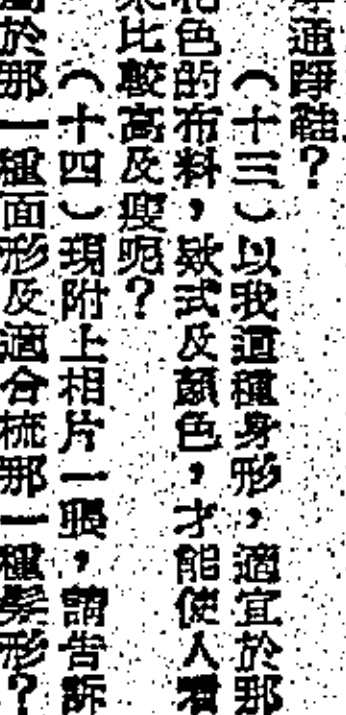 通踭鞋?
(十三)以我這種身形,適宜於那
色的布料,欵式及顏色,才能使人看
來比較高及瘦呢?
(十四)現附上相片一張,請告訴
於那一種面形及適合梳那一種髮形?